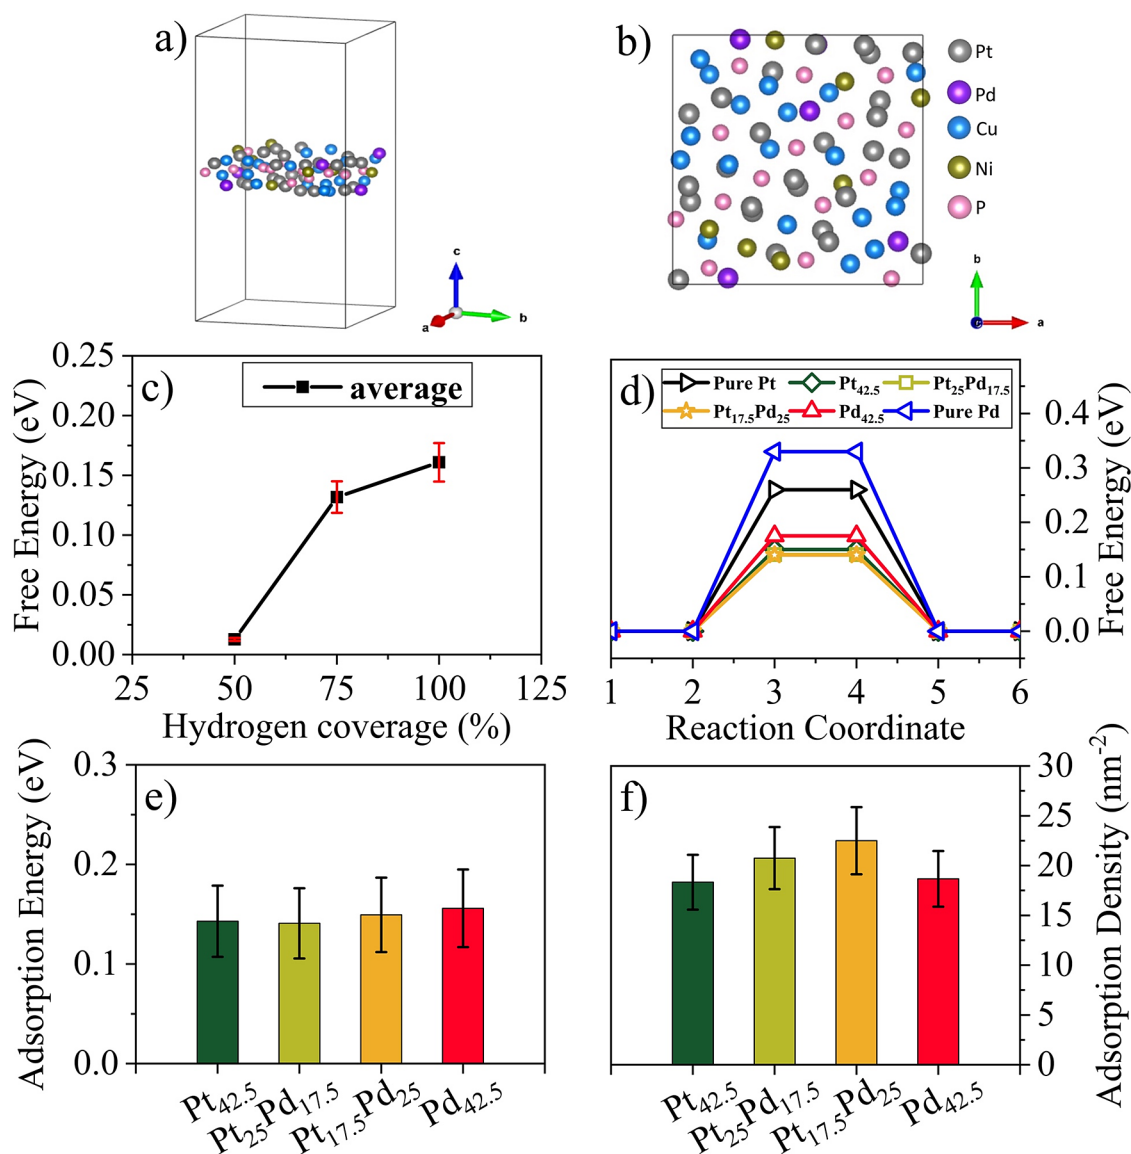 a)
c
a
b
b)
Pt
Pd
Cu
Ni
P
b
a
c)
average
0.25
0.20
0.15
0.10
0.05
0.00
25
50
75
100
125
Free Energy (eV)
Hydrogen coverage (%)
d)
Pure Pt
Pt42.5
Pt25Pd17.5
Pt17.5Pd25
Pd42.5
Pure Pd
0.4
0.3
0.2
0.1
0.0
1
2
3
4
5
6
Free Energy (eV)
Reaction Coordinate
e)
0.3
0.2
0.1
0.0
Adsorption Energy (eV)
Pt42.5
Pt25Pd17.5
Pt17.5Pd25
Pd42.5
f)
30
25
20
15
10
5
0
Adsorption Density (nm-2)
Pt42.5
Pt25Pd17.5
Pt17.5Pd25
Pd42.5